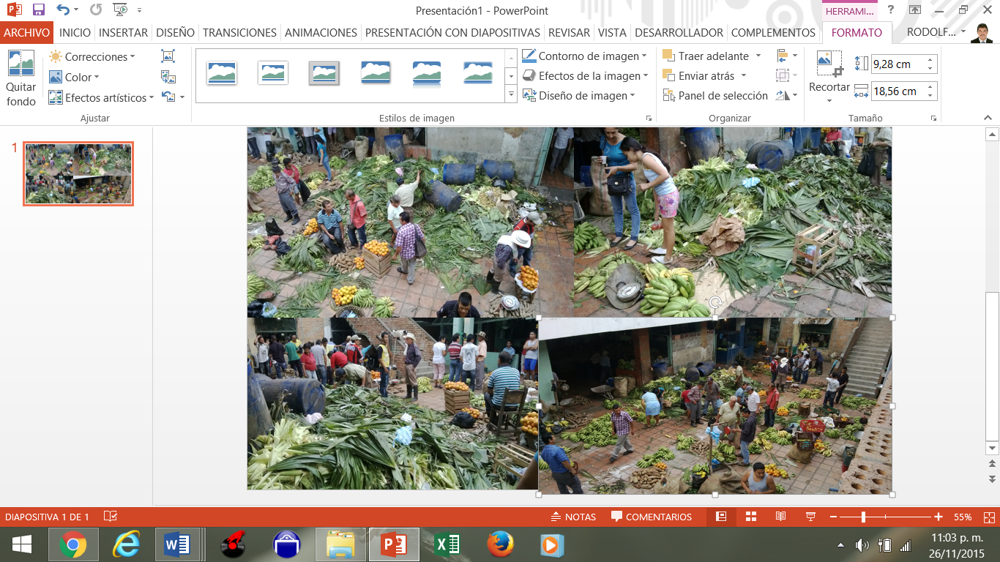 Presentación1 - PowerPoint
HERRAMI...
?
ARCHIVO INICIO INSERTAR DISEÑO TRANSICIONES ANIMACIONES PRESENTACIÓN CON DIAPOSITIVAS REVISAR VISTA DESARROLLADOR COMPLEMENTOS FORMATO RODOLF...
Correcciones
Color
Efectos artísticos
Quitar
fondo
Ajustar
Contorno de imagen
Efectos de la imagen
Diseño de imagen
Estilos de imagen
Traer adelante
Enviar atrás
Panel de selección
Organizar
Recortar
9,28 cm
18,56 cm
Tamaño
1
DIAPOSITIVA 1 DE 1
NOTAS
COMENTARIOS
55%
11:03 p. m.
26/11/2015